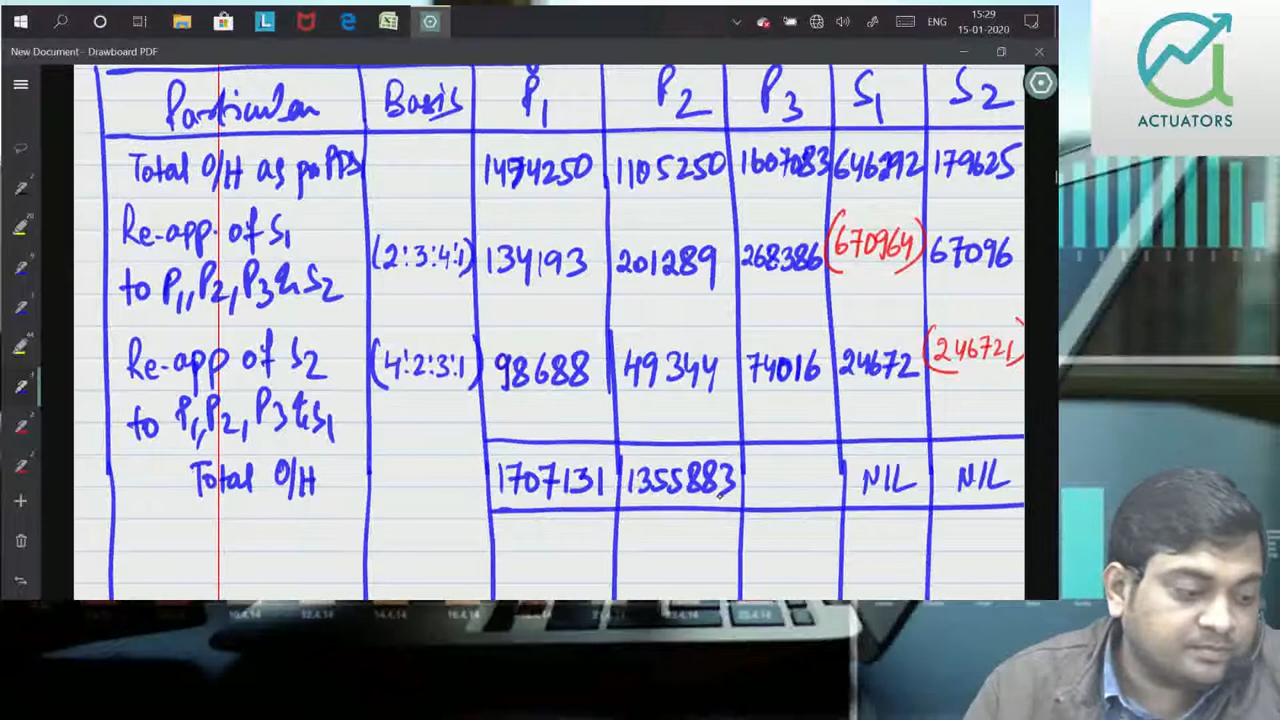 15:29
ENG
15-01-2020
New Document - Drawboard PDF
ACTUATORS
Particulars Basis P1 P2 P3 S1 S2
Total O/H as per PDS 1474250 1105250 1607083 646292 179625
Re-app. of S1
to P1, P2, P3 & S2 (2:3:4:1) 134193 201289 268386 (670964) 67096
Re-app of S2
to P1, P2, P3 & S1 (4:2:3:1) 98688 49344 74016 24672 (246721)
Total O/H 1707131 1355883 NIL NIL